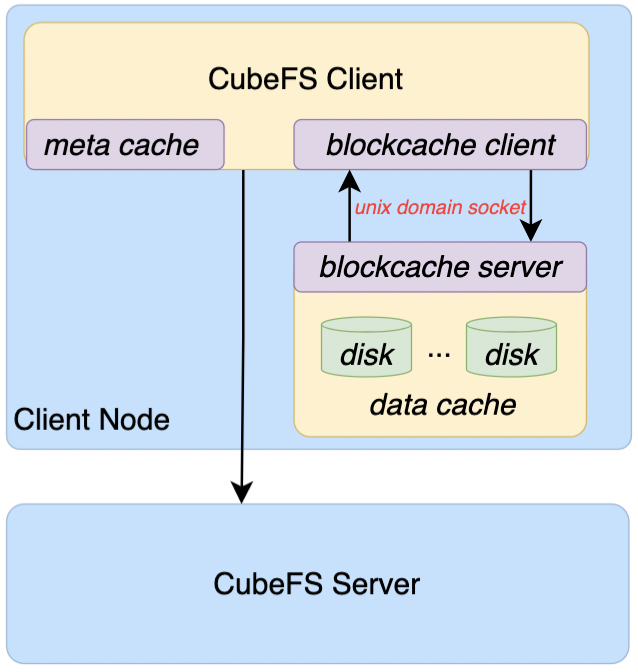 CubeFS Client
meta cache
blockcache client
unix domain socket
blockcache server
disk ... disk
data cache
Client Node
CubeFS Server